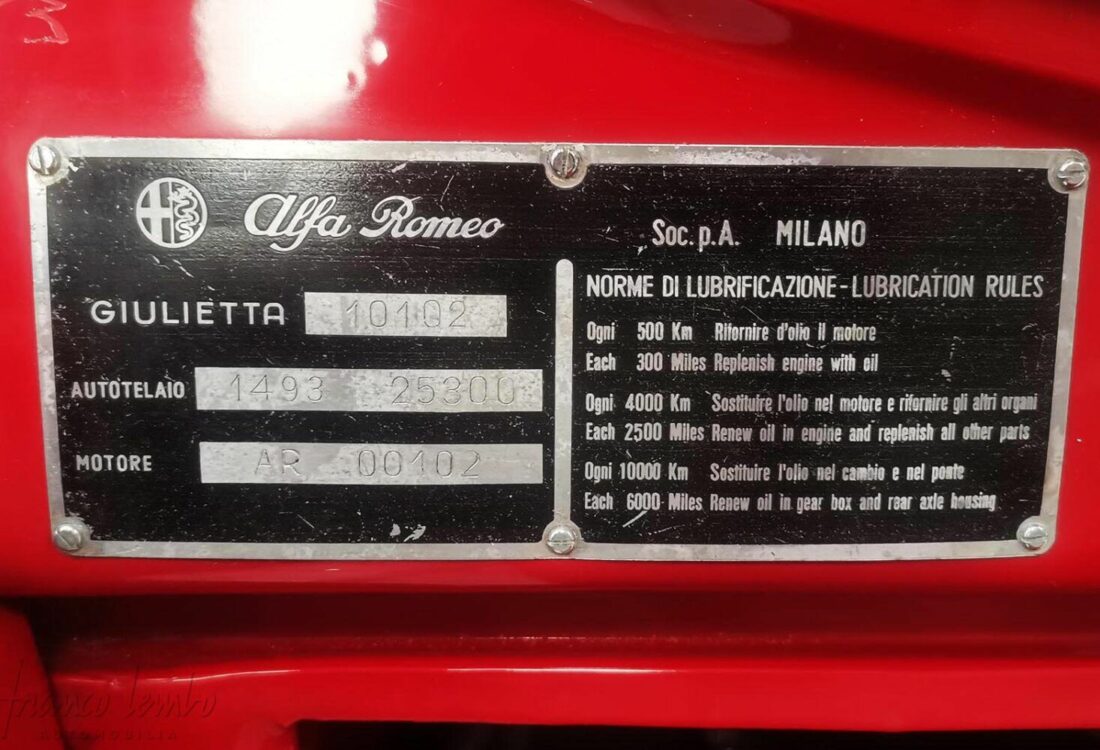 Alfa Romeo
GIULIETTA 10102
AUTOTELAIO 1493 25300
MOTORE AR 00102
Soc.p.A. MILANO
NORME DI LUBRIFICAZIONE - LUBRICATION RULES
Ogni 500 Km Rifornire d'olio il motore
Each 300 Miles Replenish engine with oil
Ogni 4000 Km Sostituire l'olio nel motore e rifornire gli altri organi
Each 2500 Miles Renew oil in engine and replenish all other parts
Ogni 10000 Km Sostituire l'olio nel cambio e nel ponte
Each 6000 Miles Renew oil in gear box and rear axle housing
franco lembo
AUTOMOBILIA